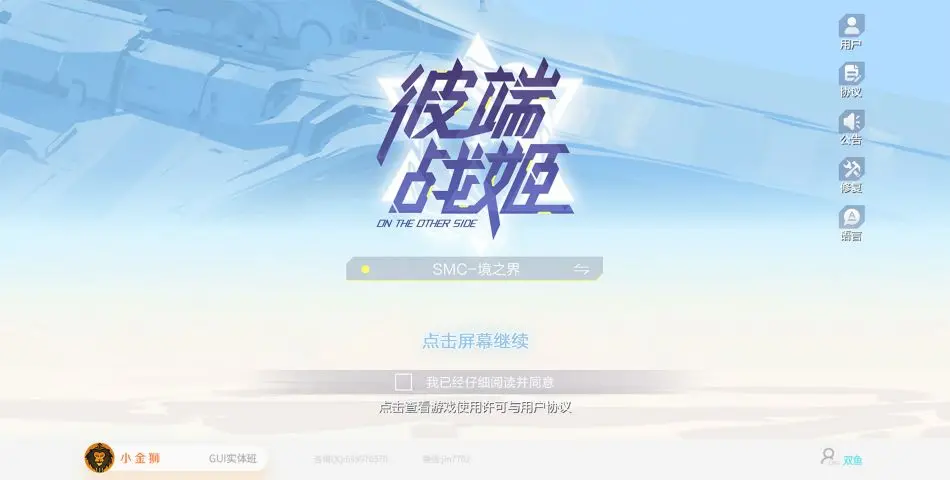 彼端
战姬
ON THE OTHER SIDE
用户
协议
公告
修复
语言
SMC-境之界
点击屏幕继续
我已经仔细阅读并同意
点击查看游戏使用许可与用户协议
小金狮
GUI实体班
双鱼